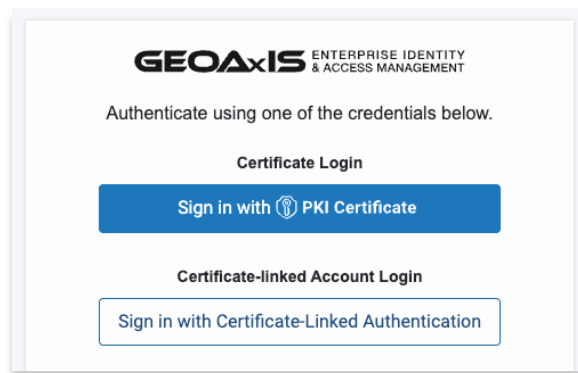 GEOAxIS ENTERPRISE IDENTITY
& ACCESS MANAGEMENT
Authenticate using one of the credentials below.
Certificate Login
Sign in with PKI Certificate
Certificate-linked Account Login
Sign in with Certificate-Linked Authentication